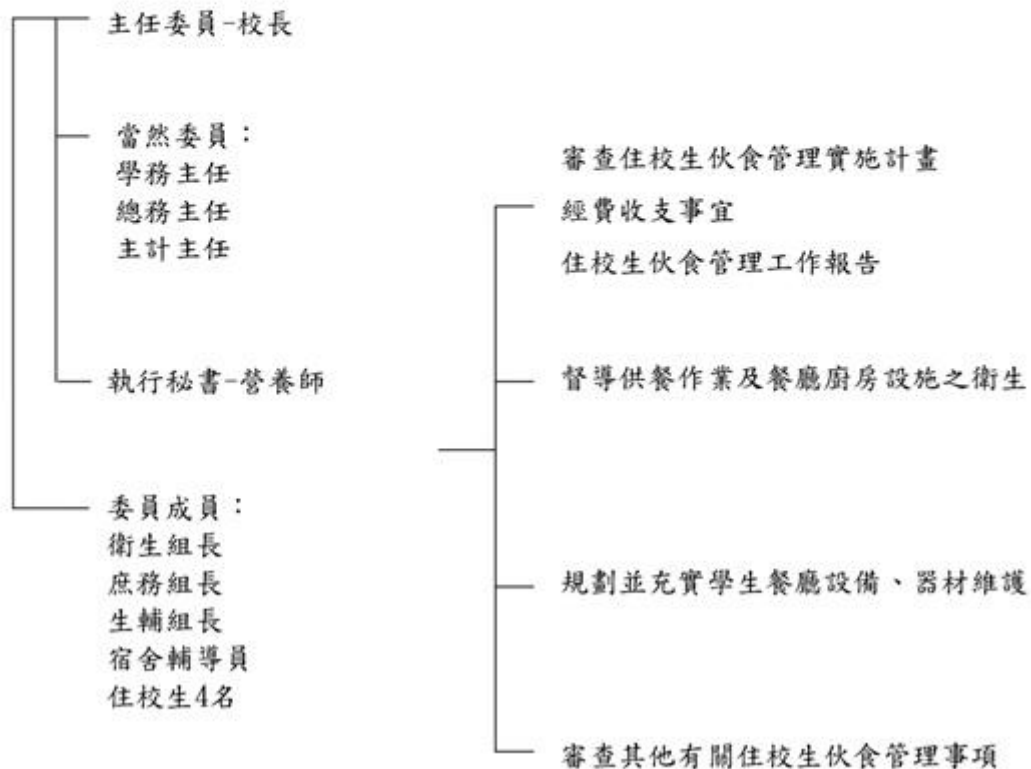 主任委員-校長
當然委員：
學務主任
總務主任
主計主任
執行秘書-營養師
委員成員：
衛生組長
庶務組長
生輔組長
宿舍輔導員
住校生4名
審查住校生伙食管理實施計畫
經費收支事宜
住校生伙食管理工作報告
督導供餐作業及餐廳廚房設施之衛生
規劃並充實學生餐廳設備、器材維護
審查其他有關住校生伙食管理事項